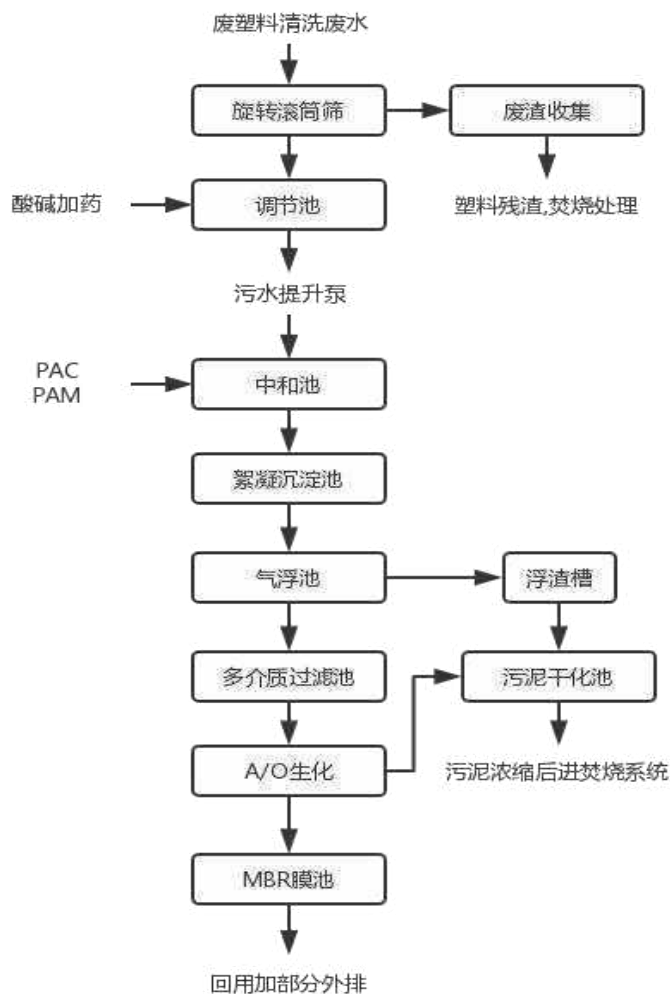 废塑料清洗废水
旋转滚筒筛
废渣收集
酸碱加药
调节池
塑料残渣,焚烧处理
污水提升泵
PAC
PAM
中和池
絮凝沉淀池
气浮池
浮渣槽
多介质过滤池
污泥干化池
A/O生化
污泥浓缩后进焚烧系统
MBR膜池
回用加部分外排